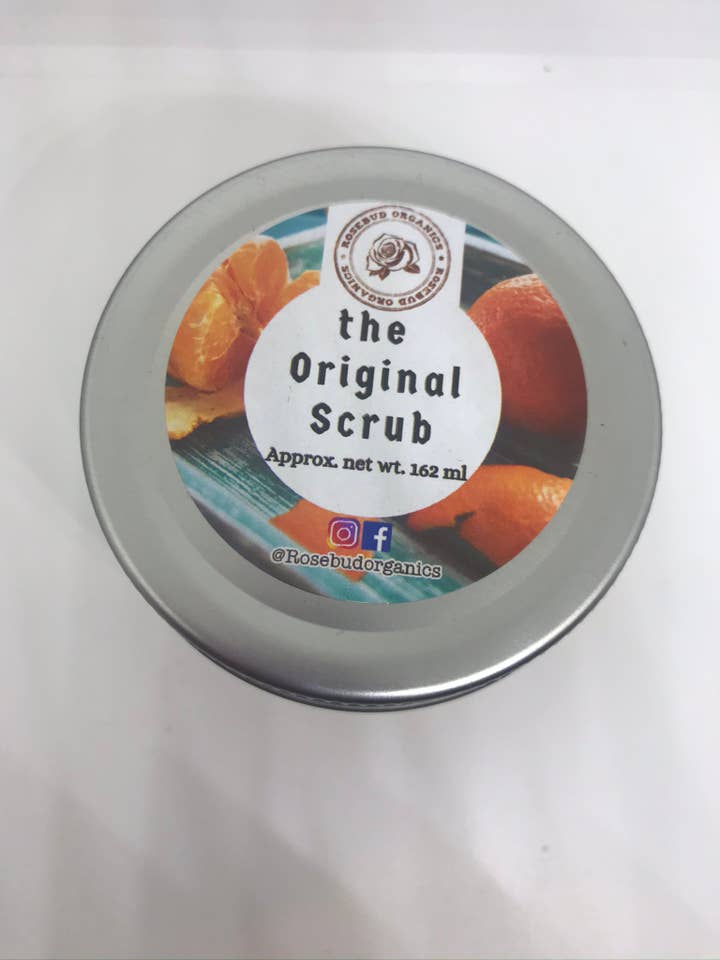 ROSEBUD ORGANICS • ROSEBUD ORGANICS •
the
Original
Scrub
Approx. net wt. 162 ml
@Rosebudorganics